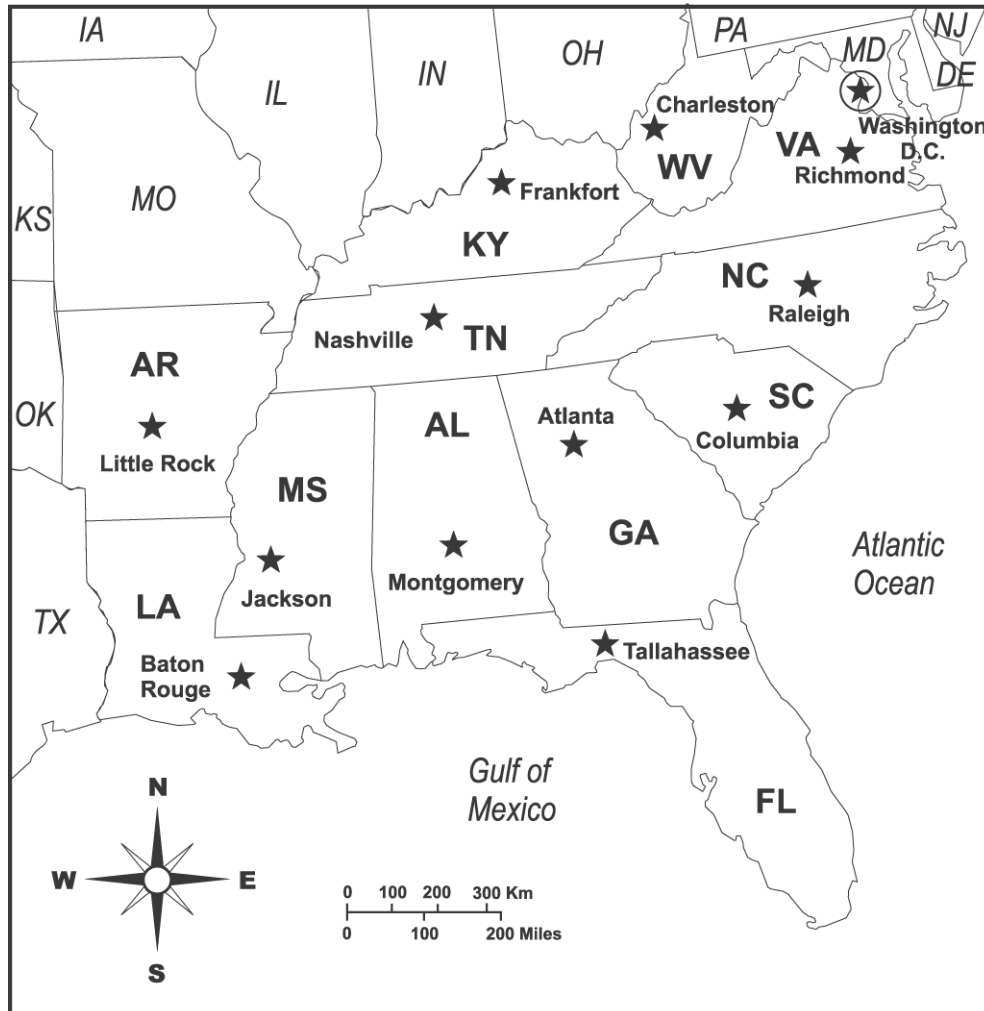 IA
IL
IN
OH
PA
NJ
MD
DE
Charleston
Washington
D.C.
VA
Richmond
WV
KS
MO
Frankfort
KY
NC
Raleigh
Nashville
TN
AR
OK
Little Rock
AL
Atlanta
SC
Columbia
MS
GA
Atlantic
Ocean
Jackson
Montgomery
TX
LA
Baton
Rouge
Tallahassee
Gulf of
Mexico
FL
N
W E
S
0 100 200 300 Km
0 100 200 Miles